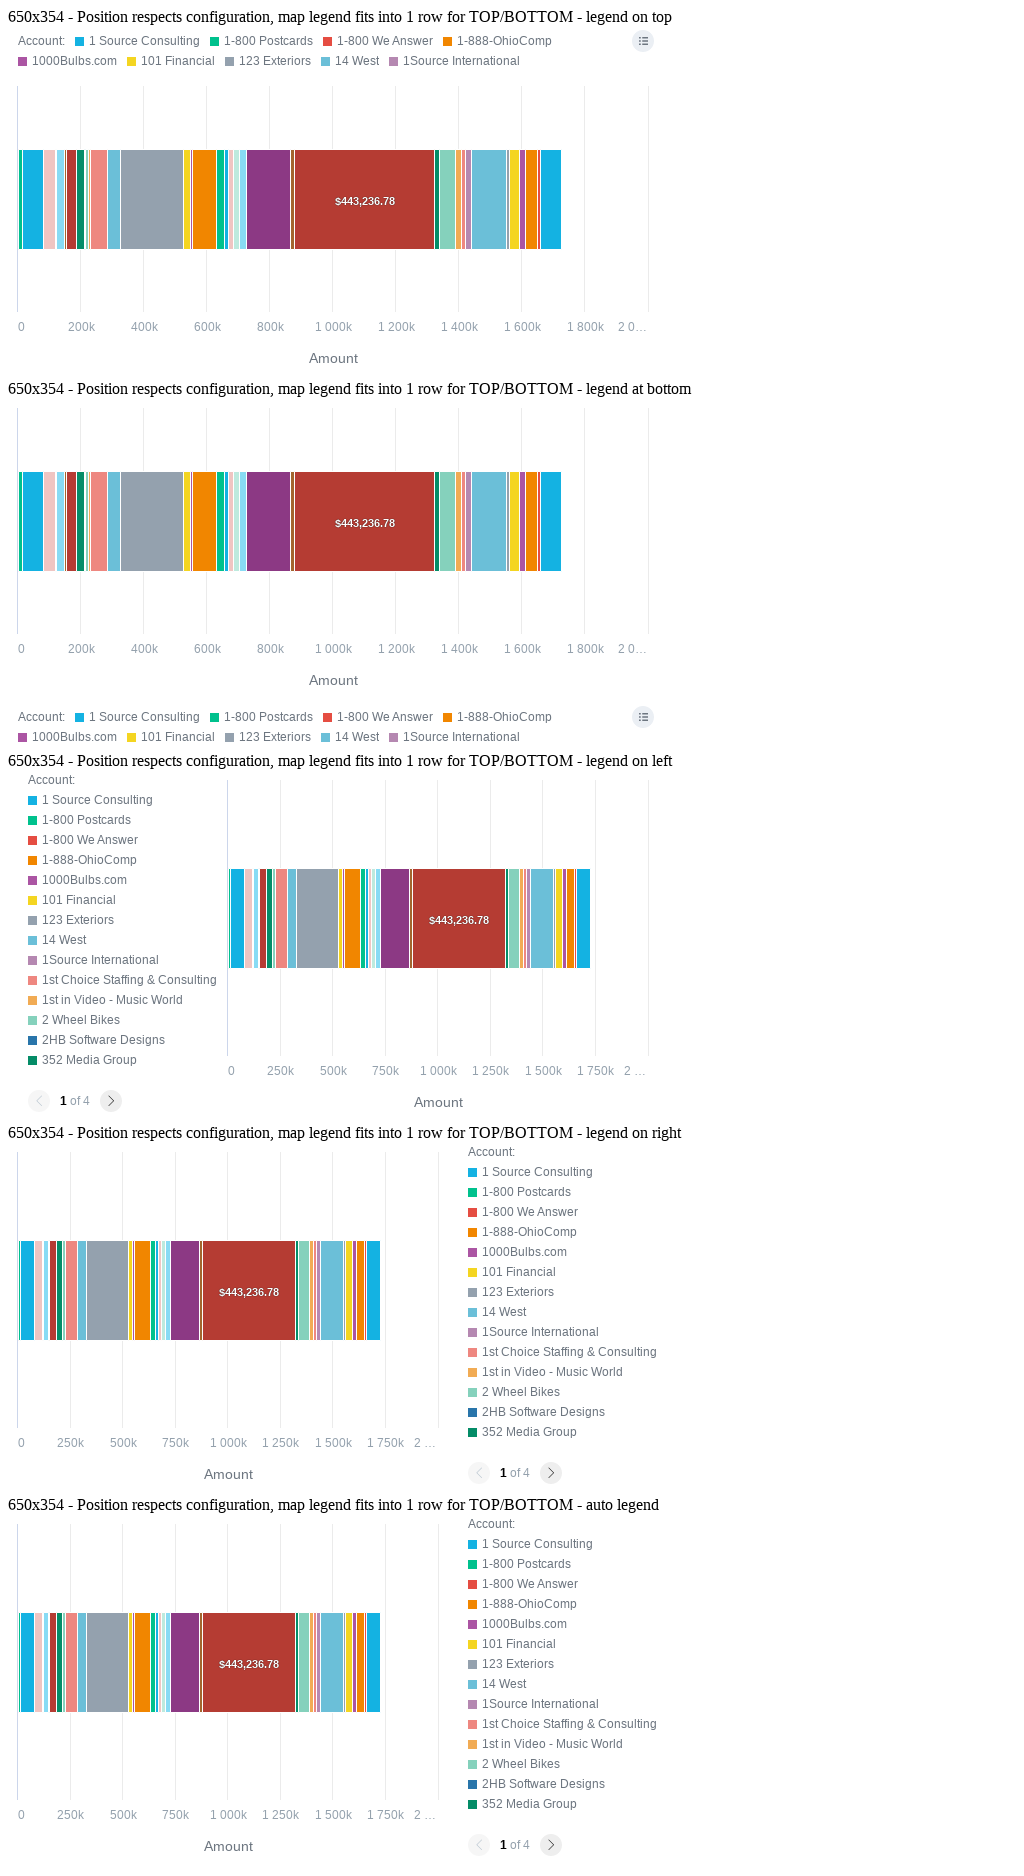 650x354 - Position respects configuration, map legend fits into 1 row for TOP/BOTTOM - legend on top
Account: 1 Source Consulting 1-800 Postcards 1-800 We Answer 1-888-OhioComp
1000Bulbs.com 101 Financial 123 Exteriors 14 West 1Source International
$443,236.78
0 200k 400k 600k 800k 1 000k 1 200k 1 400k 1 600k 1 800k 2 0…
Amount
650x354 - Position respects configuration, map legend fits into 1 row for TOP/BOTTOM - legend at bottom
$443,236.78
0 200k 400k 600k 800k 1 000k 1 200k 1 400k 1 600k 1 800k 2 0…
Amount
Account: 1 Source Consulting 1-800 Postcards 1-800 We Answer 1-888-OhioComp
1000Bulbs.com 101 Financial 123 Exteriors 14 West 1Source International
650x354 - Position respects configuration, map legend fits into 1 row for TOP/BOTTOM - legend on left
Account:
1 Source Consulting
1-800 Postcards
1-800 We Answer
1-888-OhioComp
1000Bulbs.com
101 Financial
123 Exteriors
14 West
1Source International
1st Choice Staffing & Consulting
1st in Video - Music World
2 Wheel Bikes
2HB Software Designs
352 Media Group
1 of 4
$443,236.78
0 250k 500k 750k 1 000k 1 250k 1 500k 1 750k 2 …
Amount
650x354 - Position respects configuration, map legend fits into 1 row for TOP/BOTTOM - legend on right
$443,236.78
0 250k 500k 750k 1 000k 1 250k 1 500k 1 750k 2 …
Amount
Account:
1 Source Consulting
1-800 Postcards
1-800 We Answer
1-888-OhioComp
1000Bulbs.com
101 Financial
123 Exteriors
14 West
1Source International
1st Choice Staffing & Consulting
1st in Video - Music World
2 Wheel Bikes
2HB Software Designs
352 Media Group
1 of 4
650x354 - Position respects configuration, map legend fits into 1 row for TOP/BOTTOM - auto legend
$443,236.78
0 250k 500k 750k 1 000k 1 250k 1 500k 1 750k 2 …
Amount
Account:
1 Source Consulting
1-800 Postcards
1-800 We Answer
1-888-OhioComp
1000Bulbs.com
101 Financial
123 Exteriors
14 West
1Source International
1st Choice Staffing & Consulting
1st in Video - Music World
2 Wheel Bikes
2HB Software Designs
352 Media Group
1 of 4